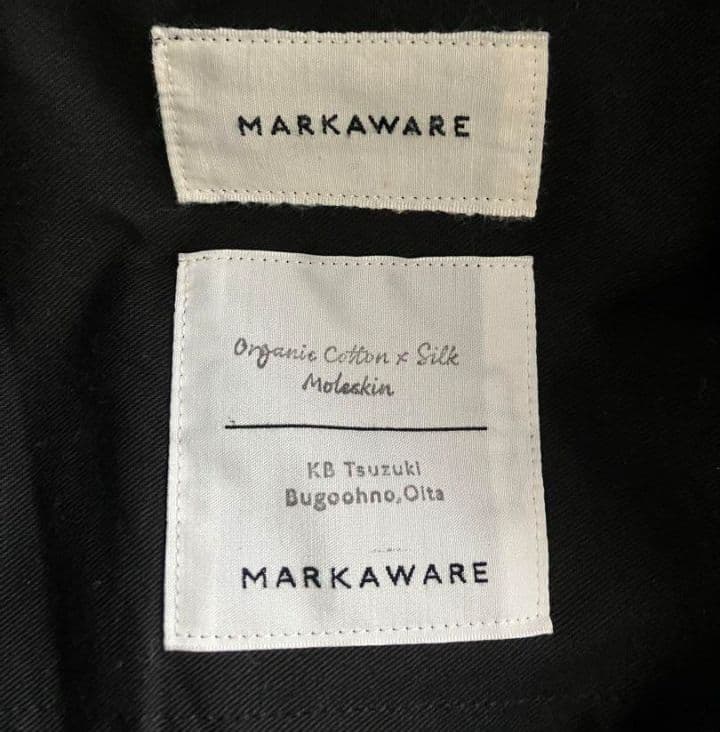 MARKAWARE
Organic Cotton x Silk
Moleskin
KB Tsuzuki
Bugoohno,Oita
MARKAWARE